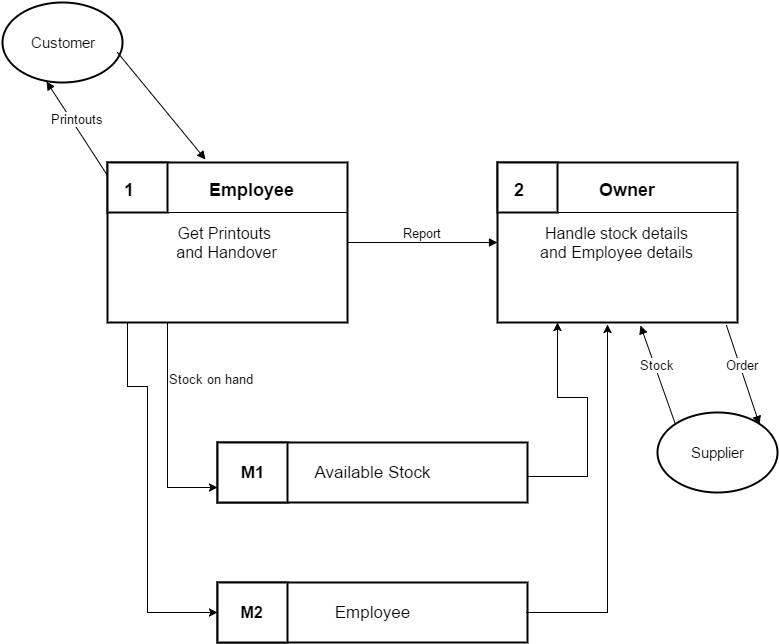 Customer
Printouts
1 Employee
Get Printouts
and Handover
Report
2 Owner
Handle stock details
and Employee details
Stock on hand
Stock
Order
Supplier
M1 Available Stock
M2 Employee